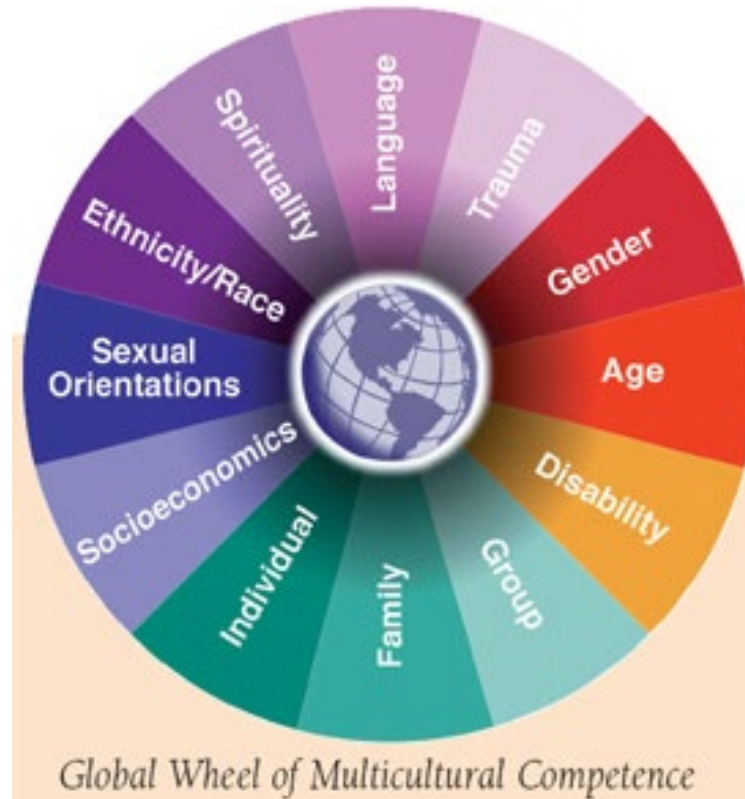 Language
Trauma
Gender
Age
Disability
Group
Family
Individual
Socioeconomics
Sexual
Orientations
Ethnicity/Race
Spirituality
Global Wheel of Multicultural Competence